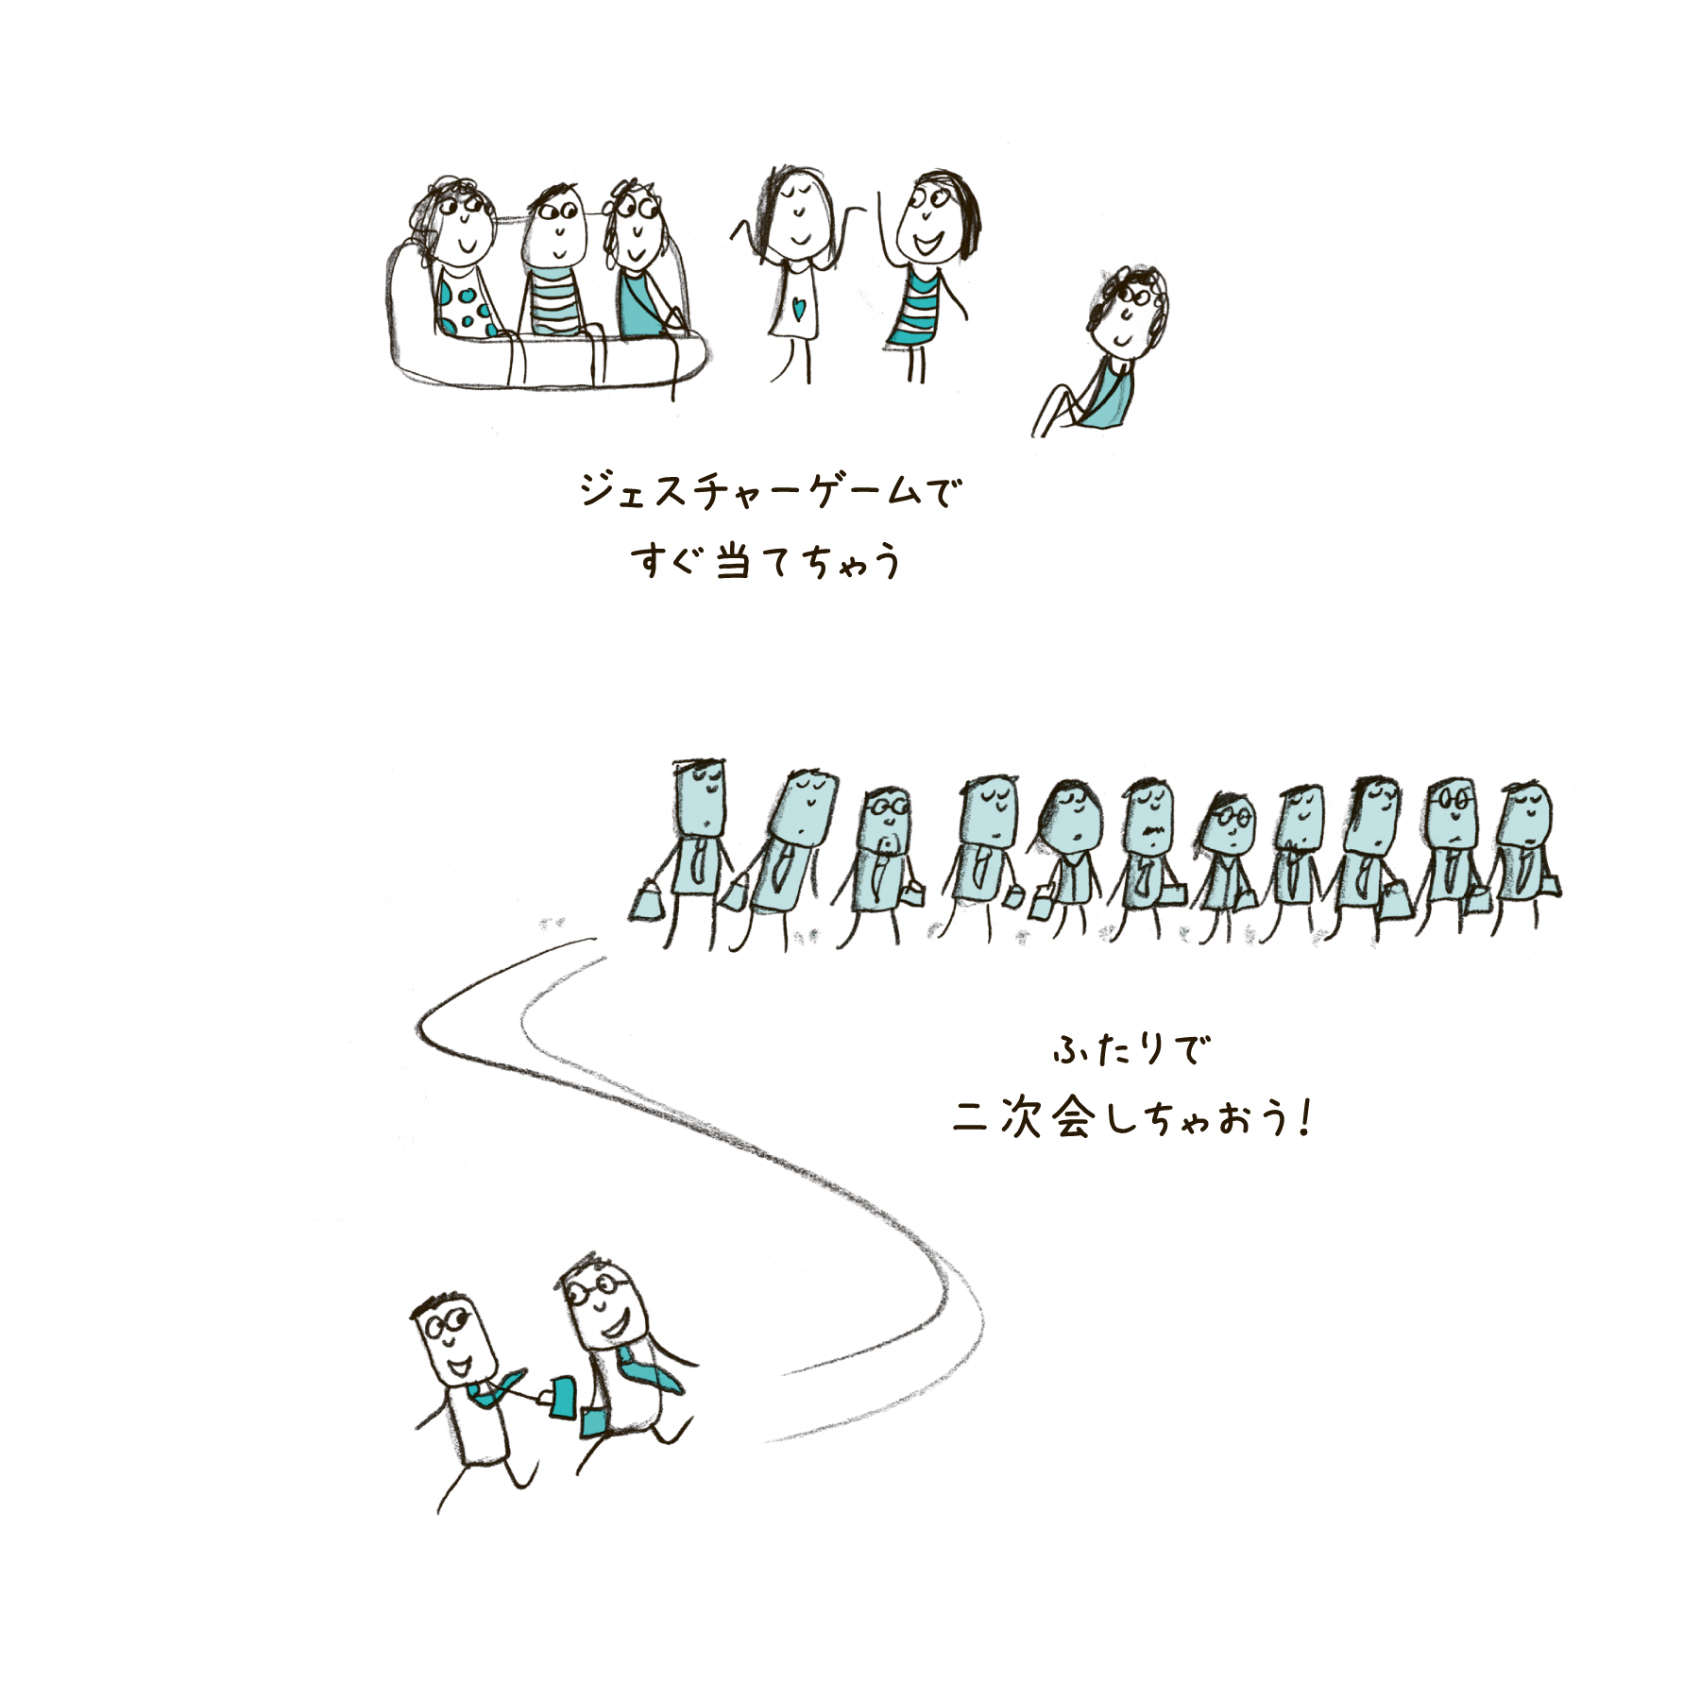 ジェスチャーゲームで
すぐ当てちゃう
ふたりで
二次会しちゃおう!